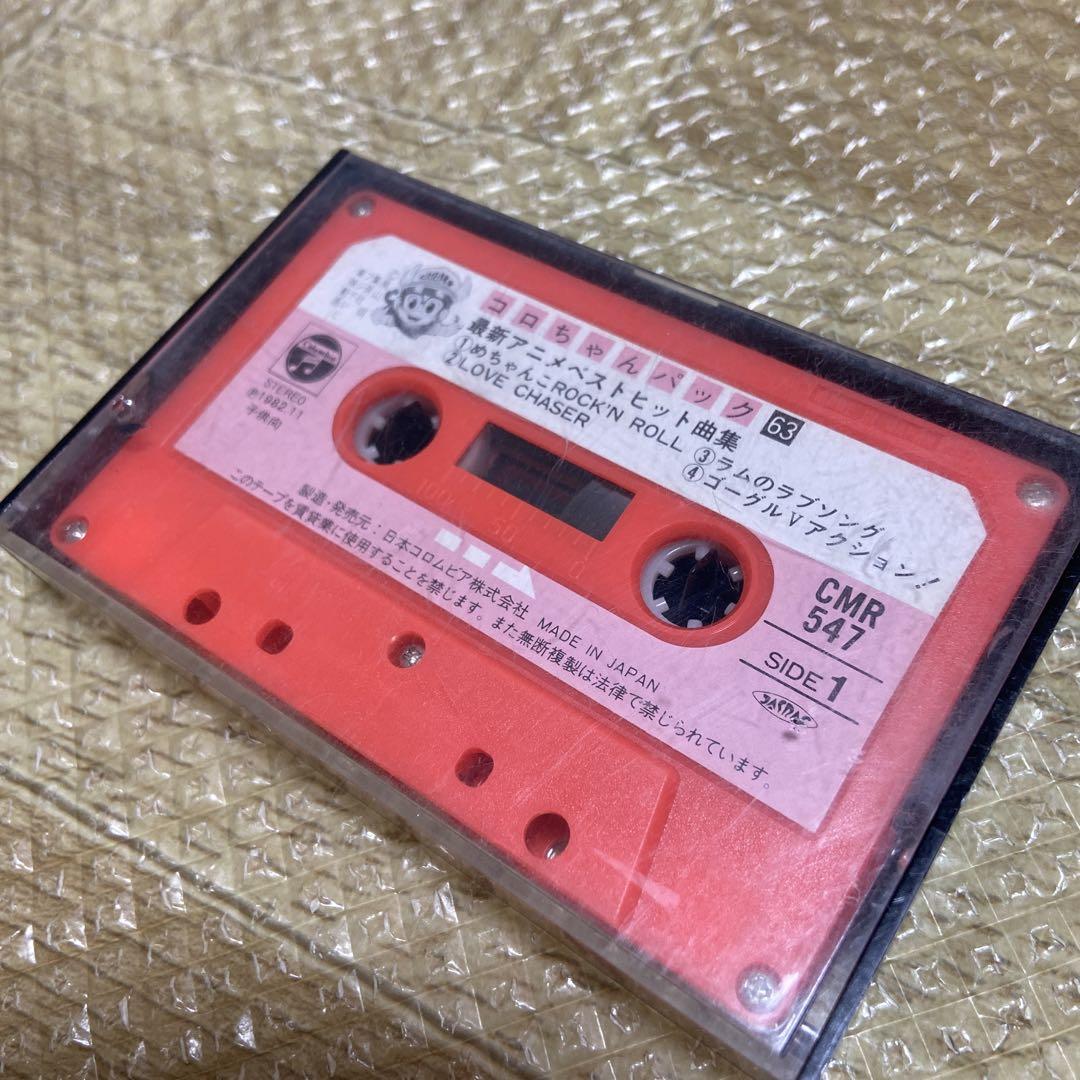 コロちゃんパック 63
最新アニメベストヒット曲集
①めちゃんこROCK'N ROLL ③ラムのラブソング
②LOVE CHASER ④ゴーグルVアクション!
Columbia
STEREO
Ⓟ1982.11
子供向
CMR
547
SIDE 1
JASRAC
製造・発売元:日本コロムビア株式会社 MADE IN JAPAN
このテープを賃貸業に使用することを禁じます。また無断複製は法律で禁じられています。